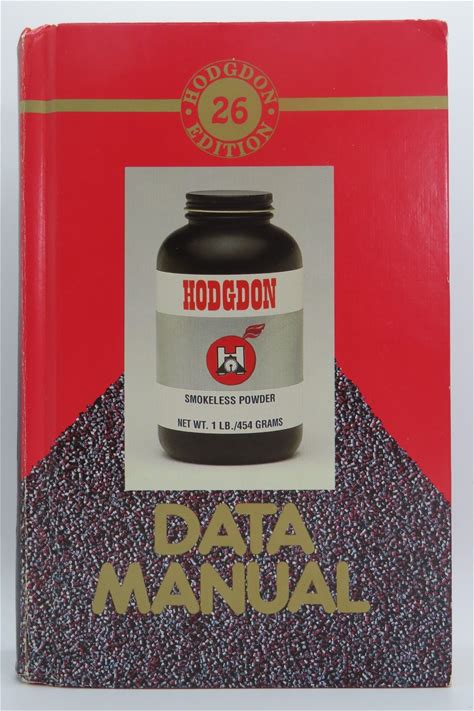 HODGDON
26
EDITION
HODGDON
H
SMOKELESS POWDER
NET WT. 1 LB./454 GRAMS
DATA
MANUAL